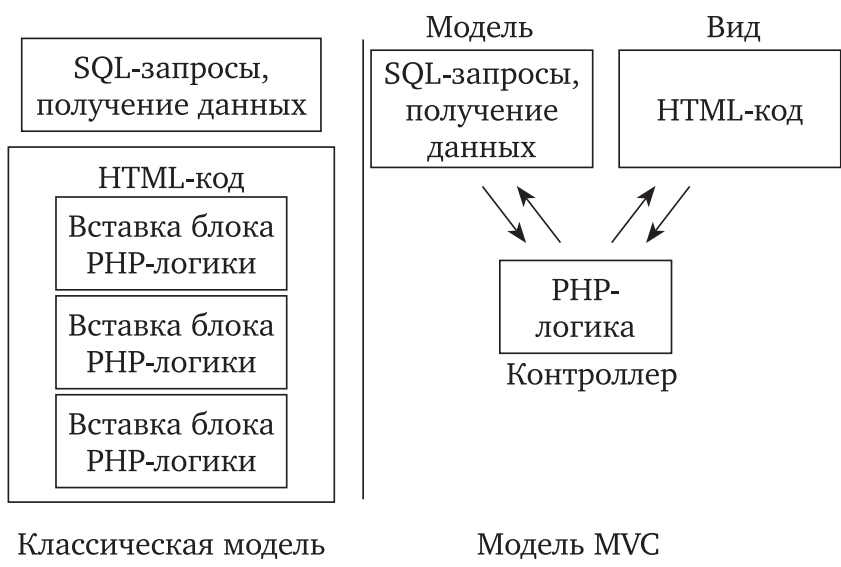 SQL-запросы,
получение данных
HTML-код
Вставка блока
PHP-логики
Вставка блока
PHP-логики
Вставка блока
PHP-логики
Классическая модель
Модель
SQL-запросы,
получение
данных
Вид
HTML-код
PHP-
логика
Контроллер
Модель MVC